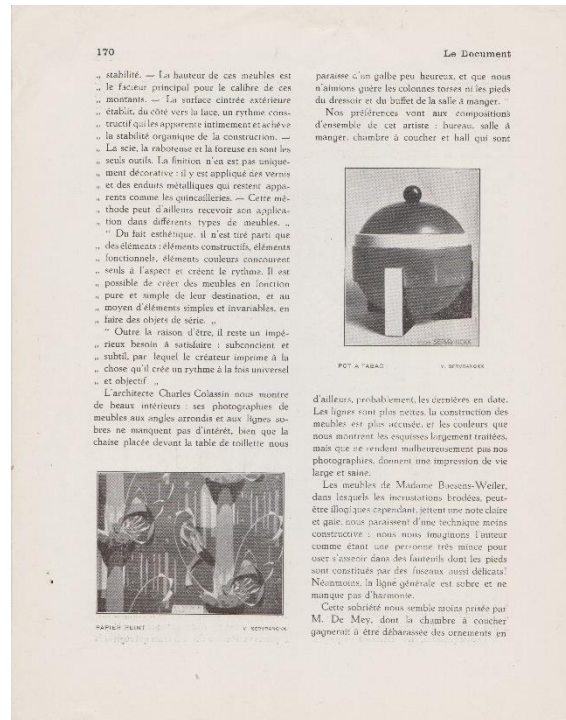 170
Le Document
„ stabilité. — La hauteur de ces meubles est
„ le facteur principal pour le calibre de ces
„ montants. — La surface cintrée extérieure
„ établit, du côté vers la face, un rythme cons-
„ tructif qui les apparente intimement et achève
„ la stabilité organique de la construction. —
„ La scie, la raboteuse et la foreuse en sont les
„ seuls outils. La finition n'en est pas unique-
„ ment décorative : il y est appliqué des vernis
„ et des enduits métalliques qui restent appa-
„ rents comme les quincailleries. — Cette mé-
„ thode peut d'ailleurs recevoir son applica-
„ tion dans différents types de meubles. „
“ Du fait esthétique, il n'est tiré parti que
„ des éléments : éléments constructifs, éléments
„ fonctionnels, éléments couleurs concourent
„ seuls à l'aspect et créent le rythme. Il est
„ possible de créer des meubles en fonction
„ pure et simple de leur destination, et au
„ moyen d'éléments simples et invariables, en
„ faire des objets de série. „
“ Outre la raison d'être, il reste un impé-
„ rieux besoin à satisfaire : subconcient et
„ subtil, par lequel le créateur imprime à la
„ chose qu'il crée un rythme à la fois universel
„ et objectif. „
L'architecte Charles Colassin nous montre
de beaux intérieurs : ses photographies de
meubles aux angles arrondis et aux lignes so-
bres ne manquent pas d'intérêt, bien que la
chaise placée devant la table de toilette nous
PAPIER PEINT
V. SERVRANCKX
paraisse d'un galbe peu heureux, et que nous
n'aimions guère les colonnes torses ni les pieds
du dressoir et du buffet de la salle à manger.
Nos préférences vont aux compositions
d'ensemble de cet artiste : bureau, salle à
manger, chambre à coucher et hall qui sont
SERVRANCKX
POT A TABAC
V. SERVRANCKX
d'ailleurs, probablement, les dernières en date.
Les lignes sont plus nettes, la construction des
meubles est plus accusée, et les couleurs que
nous montrent les esquisses largement traitées,
mais que ne rendent malheureusement pas nos
photographies, donnent une impression de vie
large et saine.
Les meubles de Madame Baesens-Weiler,
dans lesquels les incrustations brodées, peut-
être illogiques cependant, jettent une note claire
et gaie, nous paraissent d'une technique moins
constructive : nous nous imaginons l'auteur
comme étant une personne très mince pour
oser s'asseoir dans des fauteuils dont les pieds
sont constitués par des fuseaux aussi délicats!
Néanmoins, la ligne générale est sobre et ne
manque pas d'harmonie.
Cette sobriété nous semble moins prisée par
M. De Mey, dont la chambre à coucher
gagnerait à être débarassée des ornements en